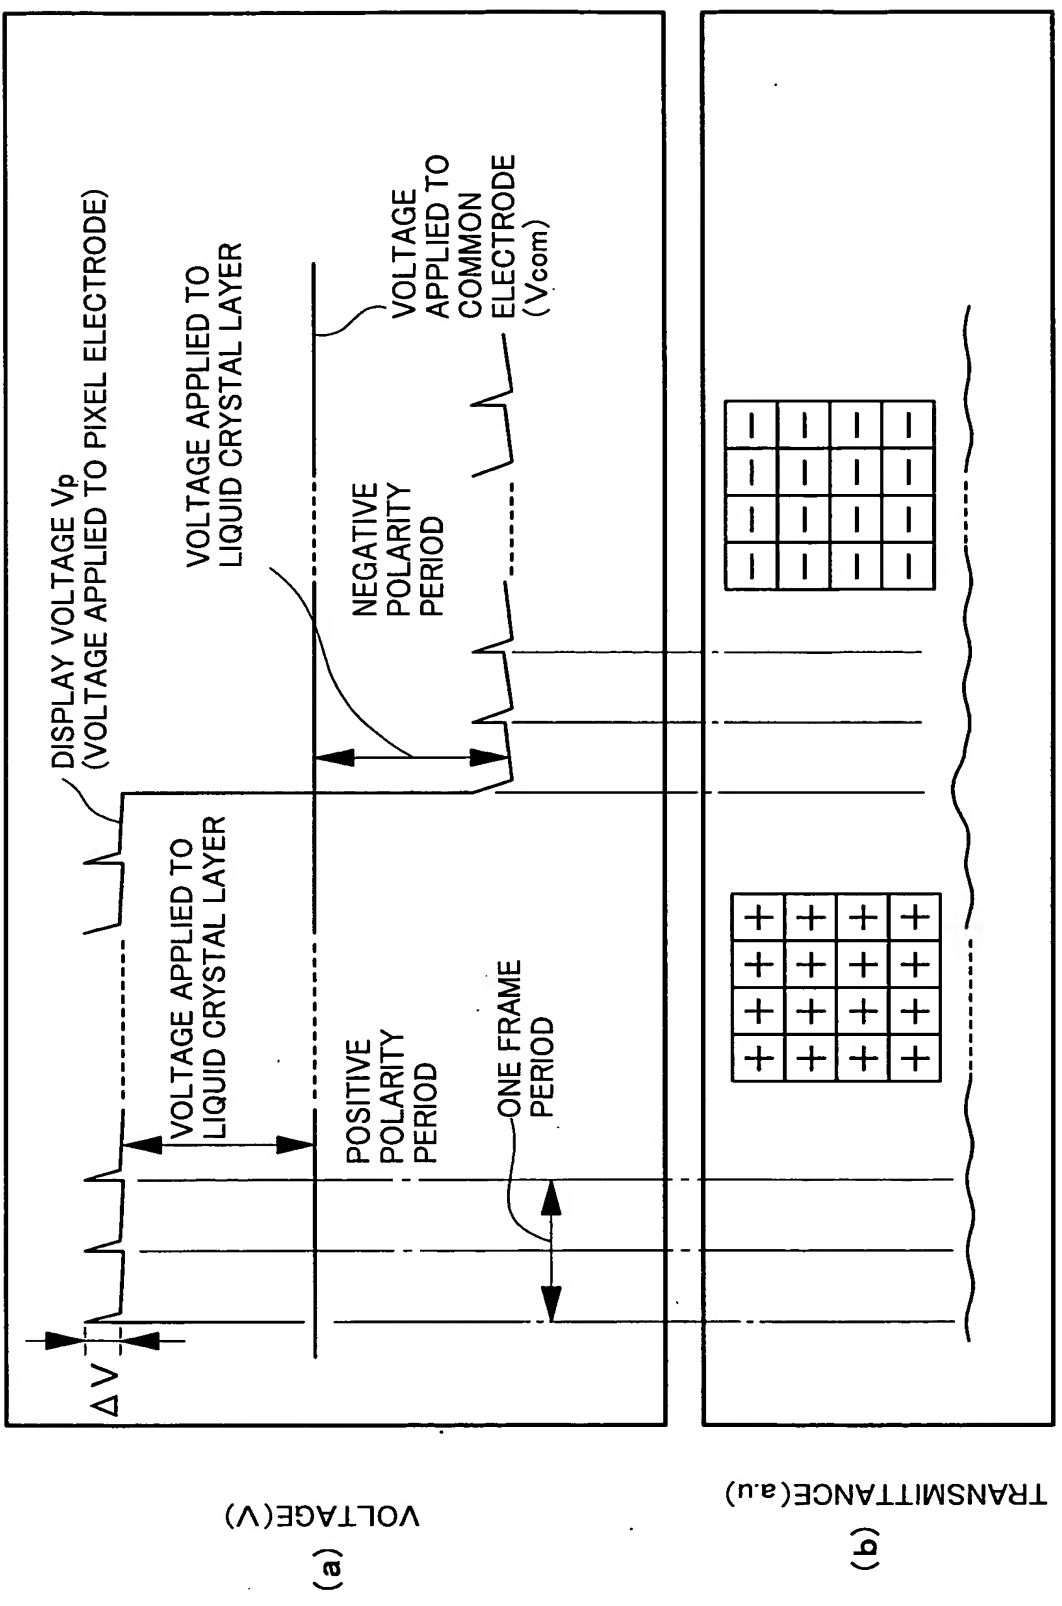 (a)
VOLTAGE(V)
ΔV
DISPLAY VOLTAGE Vp
(VOLTAGE APPLIED TO PIXEL ELECTRODE)
VOLTAGE APPLIED TO
LIQUID CRYSTAL LAYER
VOLTAGE APPLIED TO
LIQUID CRYSTAL LAYER
POSITIVE
POLARITY
PERIOD
NEGATIVE
POLARITY
PERIOD
VOLTAGE
APPLIED TO
COMMON
ELECTRODE
(Vcom)
ONE FRAME
PERIOD
(b)
TRANSMITTANCE(a.u)
+ + + +
+ + + +
+ + + +
+ + + +
− − − −
− − − −
− − − −
− − − −